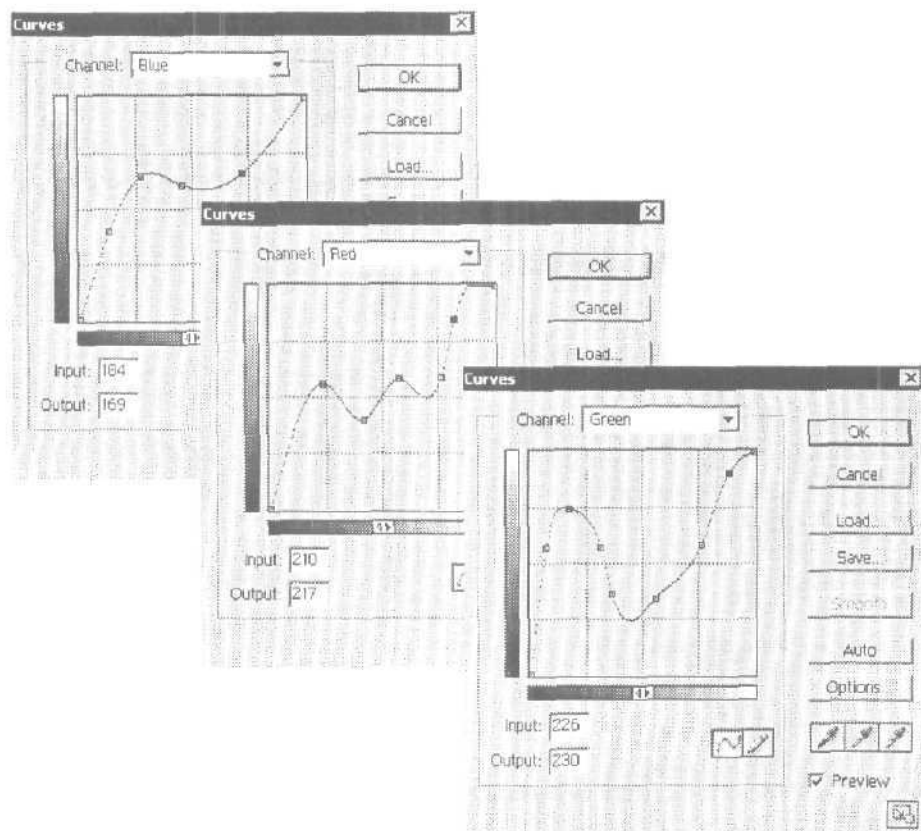 Curves
Channel: Blue
OK
Cancel
Load...
Input: 184
Output: 169
Curves
Channel: Red
OK
Cancel
Load...
Input: 210
Output: 217
Curves
Channel: Green
OK
Cancel
Load...
Save...
Smooth
Auto
Options...
Input: 226
Output: 230
Preview